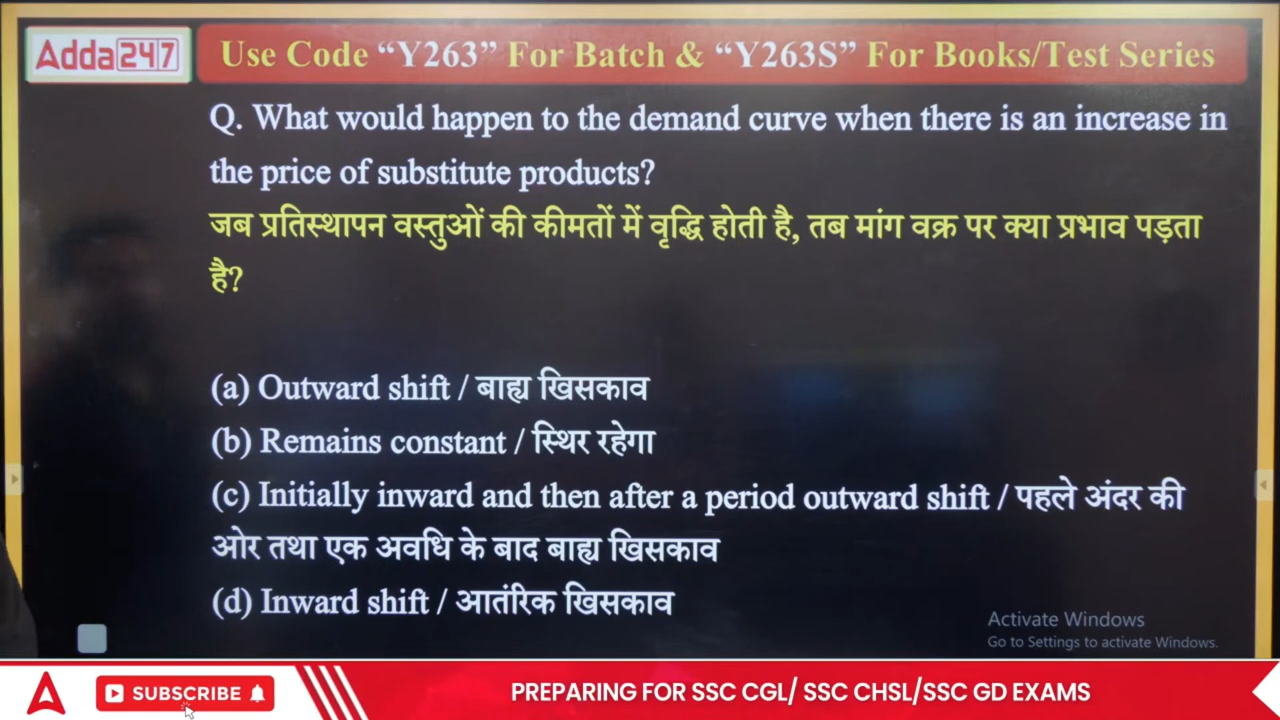 Adda247
Use Code “Y263” For Batch & “Y263S” For Books/Test Series
Q. What would happen to the demand curve when there is an increase in
the price of substitute products?
जब प्रतिस्थापन वस्तुओं की कीमतों में वृद्धि होती है, तब मांग वक्र पर क्या प्रभाव पड़ता
है?
(a) Outward shift / बाह्य खिसकाव
(b) Remains constant / स्थिर रहेगा
(c) Initially inward and then after a period outward shift / पहले अंदर की
ओर तथा एक अवधि के बाद बाह्य खिसकाव
(d) Inward shift / आतंरिक खिसकाव
Activate Windows
Go to Settings to activate Windows.
SUBSCRIBE
PREPARING FOR SSC CGL/ SSC CHSL/SSC GD EXAMS